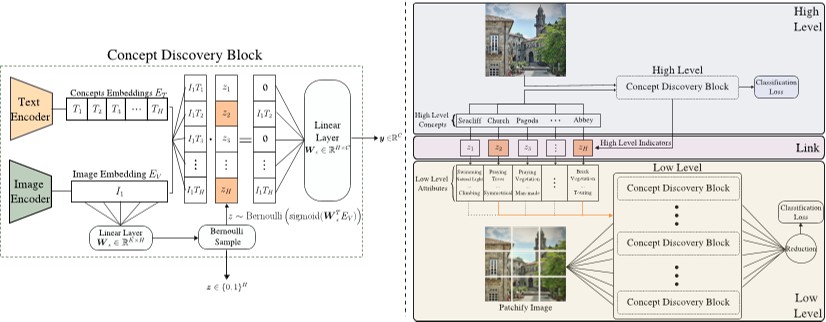 Concept Discovery Block
Text
Encoder
Concepts Embeddings E_T
T_1 T_2 T_3 ⋯ T_H
Image
Encoder
Image Embedding E_V
I_1
Linear Layer
W_s ∈ ℝ^{K×H}
Bernoulli
Sample
z ∼ Bernoulli (sigmoid(W_s^T E_V))
z ∈ {0,1}^H
I_1T_1
I_1T_2
I_1T_3
⋮
I_1T_H
·
z_1
z_2
z_3
⋮
z_H
=
0
I_1T_2
0
⋮
I_1T_H
Linear
Layer
W_c ∈ ℝ^{H×C}
y ∈ ℝ^C
High
Level
High Level
Concept Discovery Block
Classification
Loss
High Level
Concepts
Seacliff Church Pagoda ⋯ Abbey
High Level Indicators
Link
z_1 z_2 z_3 ⋮ z_H
Low Level
Attributes
Swimming
Natural Light
...
Climbing
Praying
Trees
...
Symmetrical
Praying
Vegetation
...
Man-made
⋮
Brick
Vegetation
...
Touring
Low Level
Concept Discovery Block
Concept Discovery Block
Concept Discovery Block
Patchify Image
Reduction
Classification
Loss
Low
Level